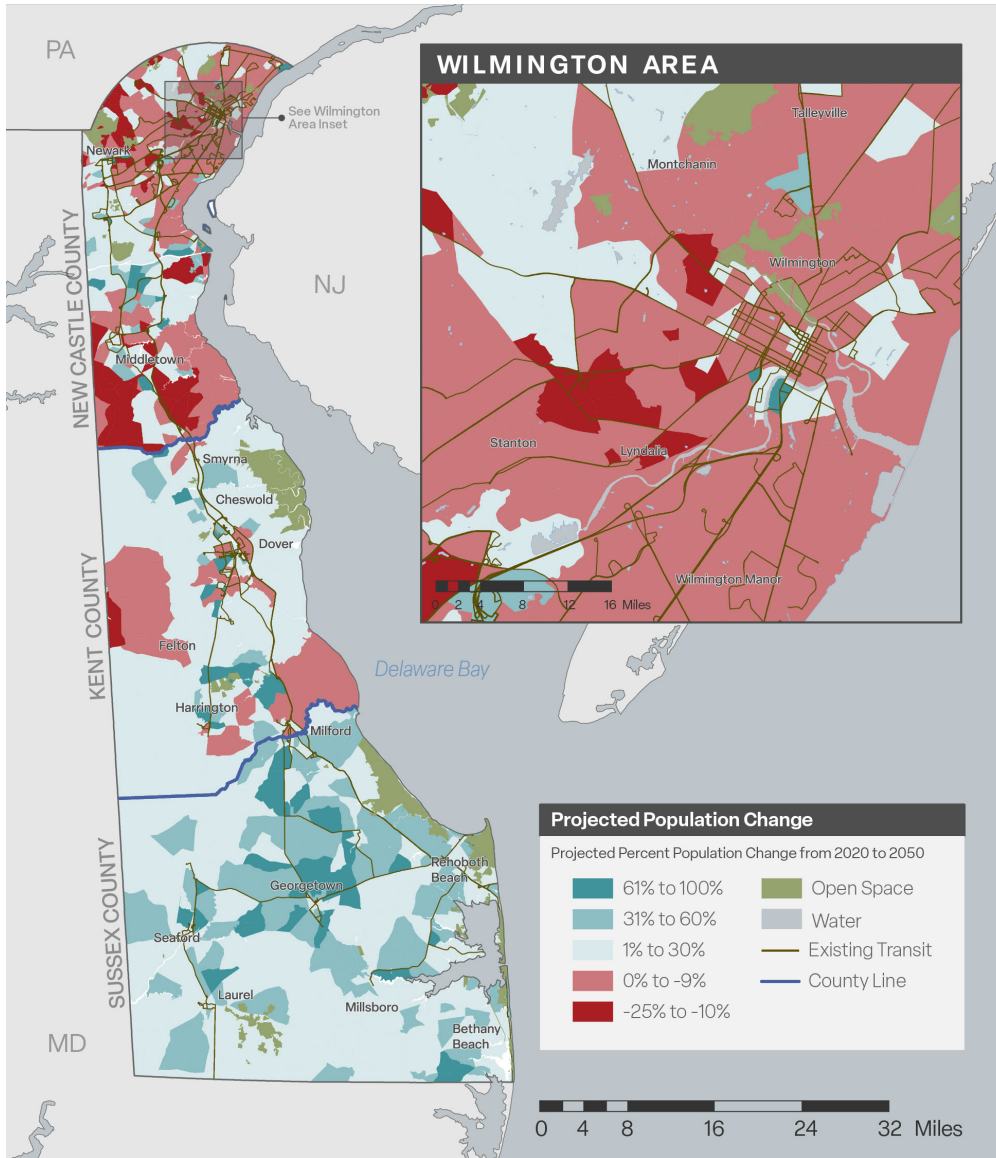 PA
See Wilmington
Area Inset
Newark
NEW CASTLE COUNTY
NJ
Middletown
Smyrna
Cheswold
Dover
KENT COUNTY
Felton
Harrington
Delaware Bay
Milford
SUSSEX COUNTY
Rehoboth
Beach
Georgetown
Seaford
Laurel
Millsboro
Bethany
Beach
MD
WILMINGTON AREA
Talleyville
Montchanin
Wilmington
Stanton
Lyndalia
Wilmington Manor
0 2 4 8 12 16 Miles
Projected Population Change
Projected Percent Population Change from 2020 to 2050
61% to 100%
31% to 60%
1% to 30%
0% to -9%
-25% to -10%
Open Space
Water
Existing Transit
County Line
0 4 8 16 24 32 Miles